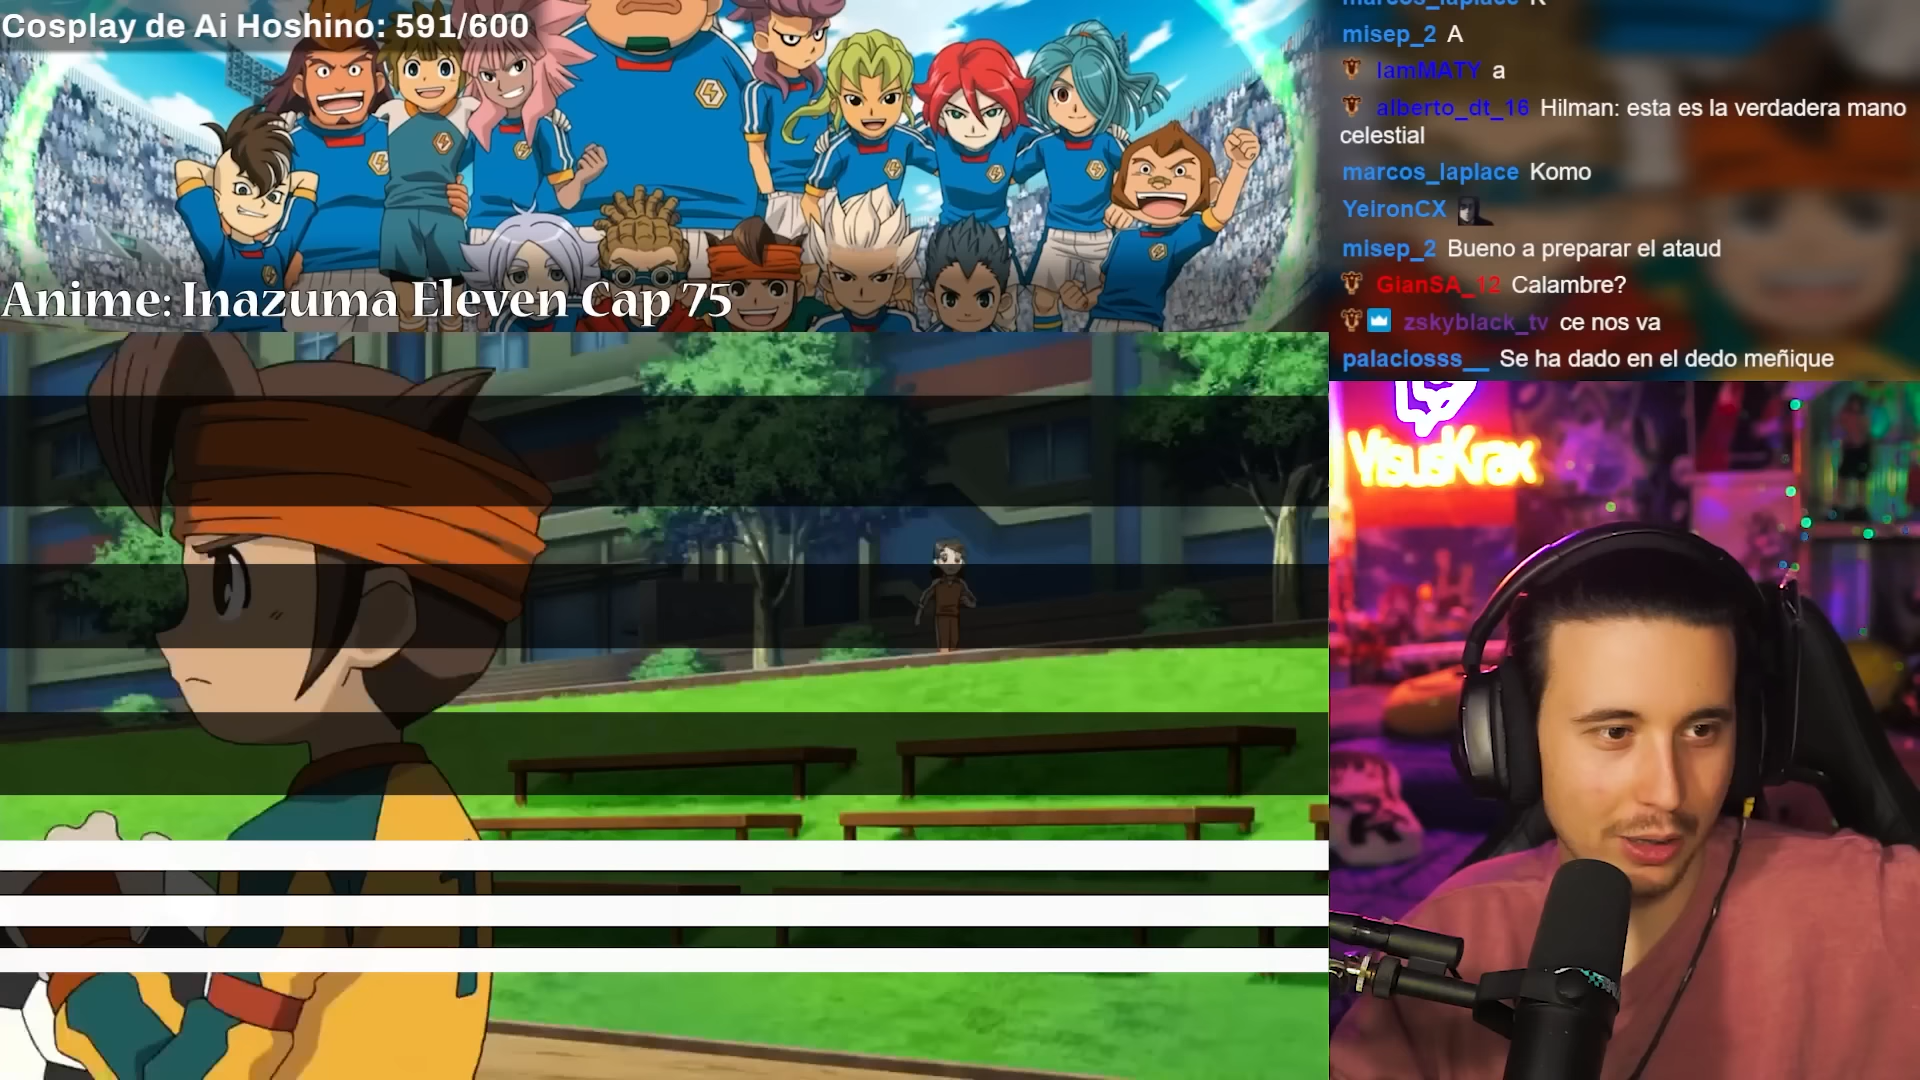 Cosplay de Ai Hoshino: 591/600
Anime: Inazuma Eleven Cap 75
marcos_laplace K
misep_2 A
IamMATY a
alberto_dt_16 Hilman: esta es la verdadera mano
celestial
marcos_laplace Komo
YeironCX
misep_2 Bueno a preparar el ataud
GianSA_12 Calambre?
zskyblack_tv ce nos va
palaciosss__ Se ha dado en el dedo meñique
VisusKrax